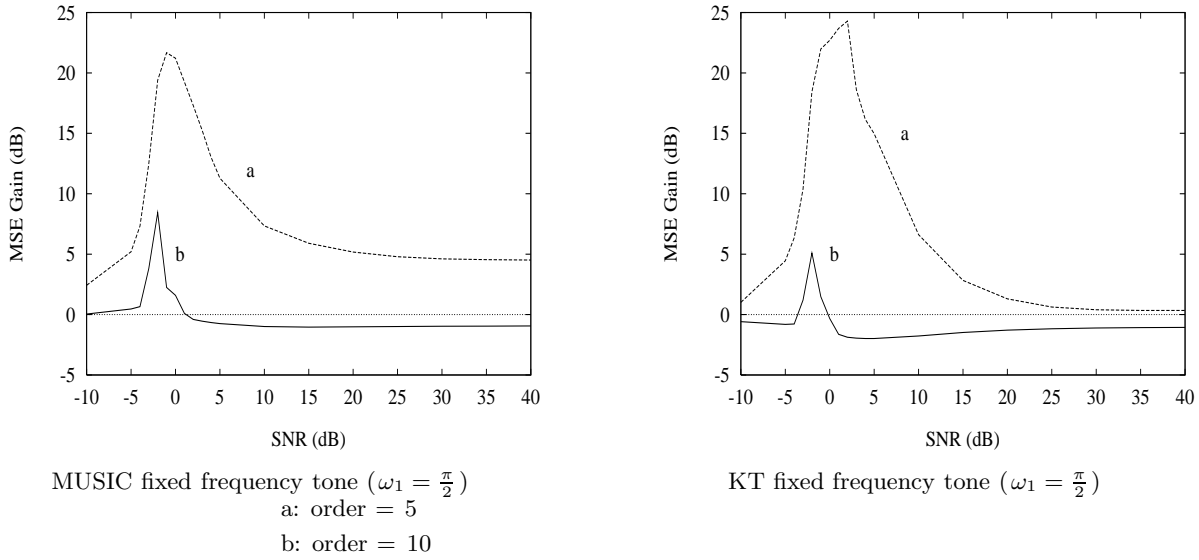 25
20
15
10
5
0
-5
MSE Gain (dB)
a
b
-10 -5 0 5 10 15 20 25 30 35 40
SNR (dB)
MUSIC fixed frequency tone (ω₁ = π/2)
a: order = 5
b: order = 10
25
20
15
10
5
0
-5
MSE Gain (dB)
a
b
-10 -5 0 5 10 15 20 25 30 35 40
SNR (dB)
KT fixed frequency tone (ω₁ = π/2)